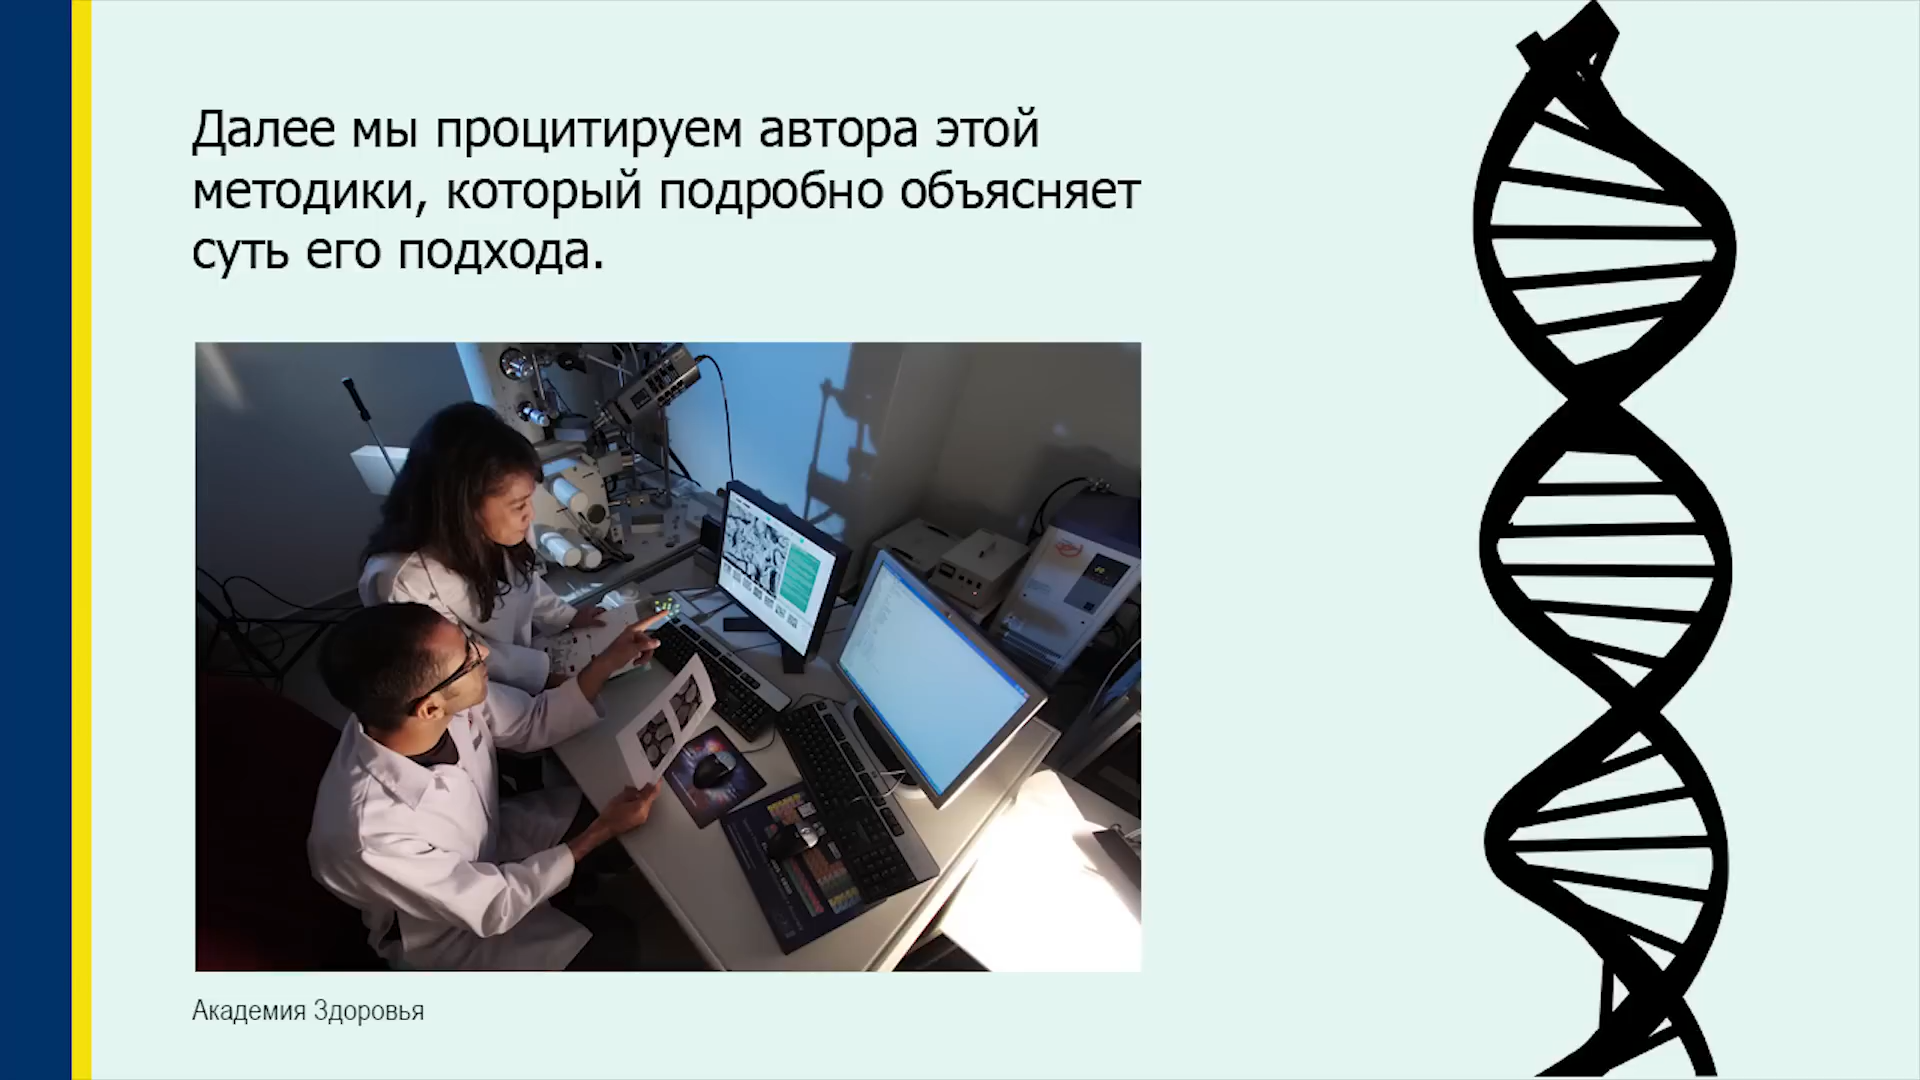 Далее мы процитируем автора этой
методики, который подробно объясняет
суть его подхода.
Академия Здоровья